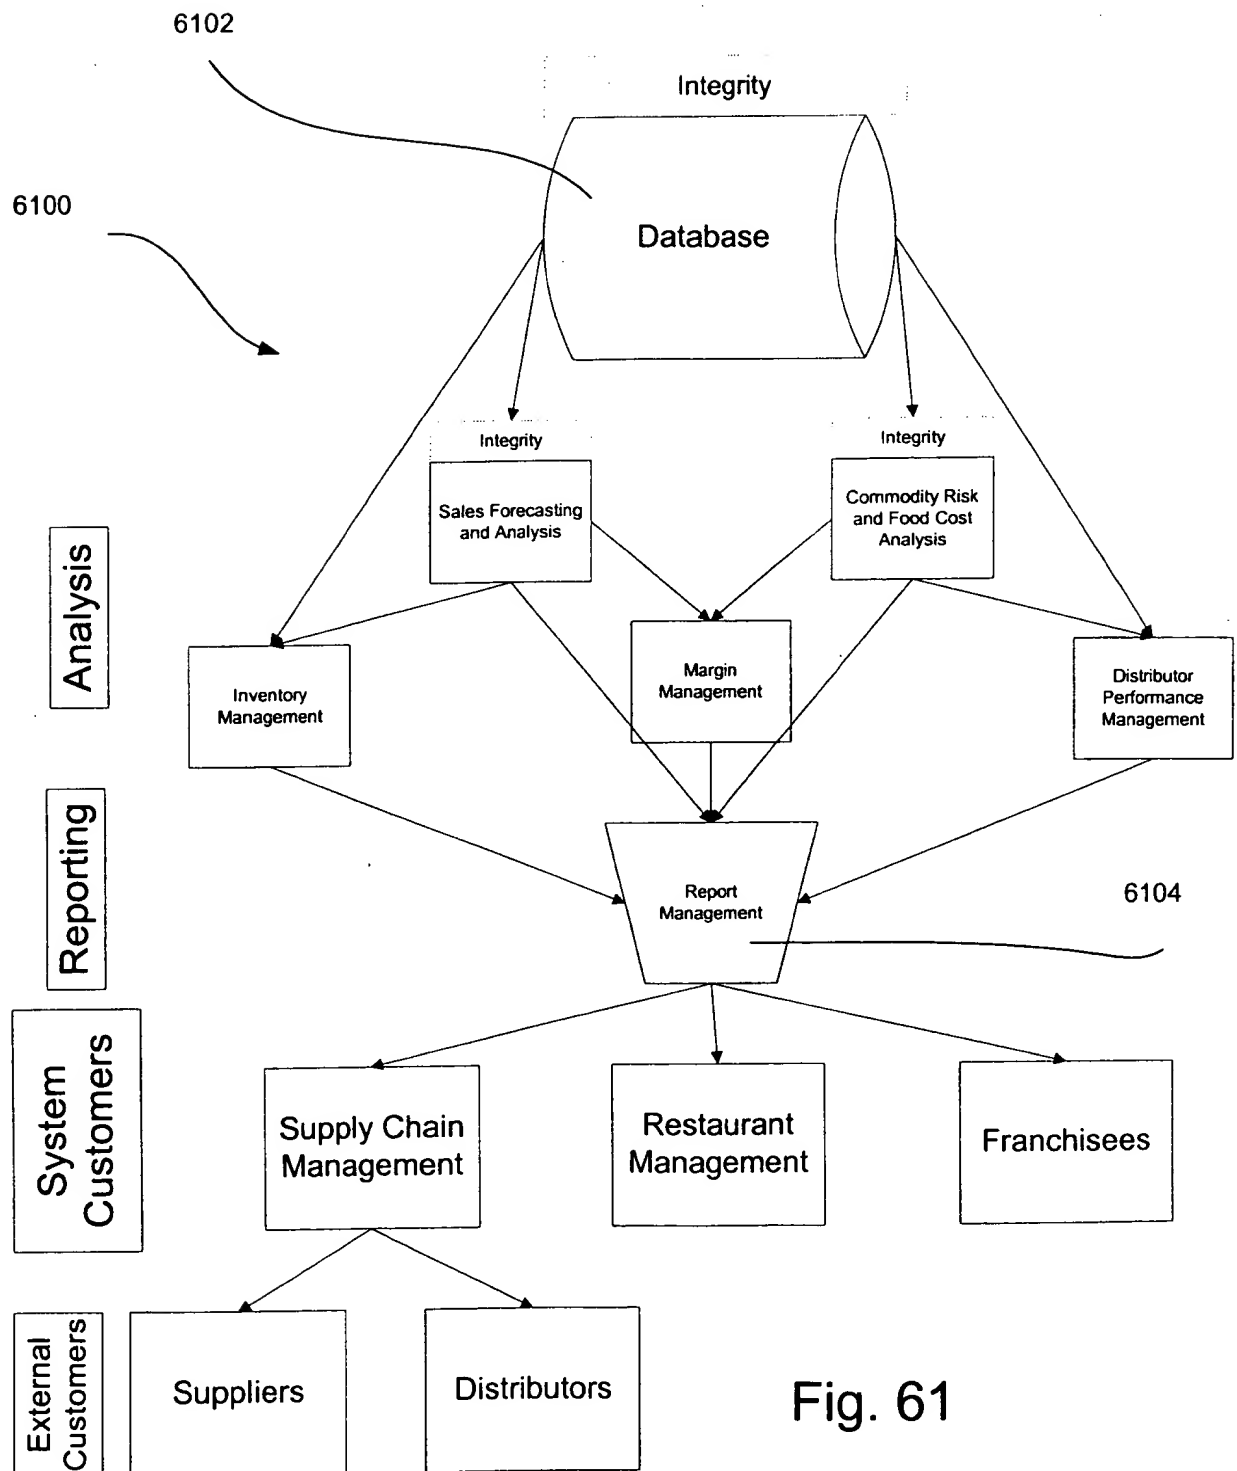 6102
Integrity
6100
Database
Integrity
Integrity
Sales Forecasting
and Analysis
Commodity Risk
and Food Cost
Analysis
Analysis
Inventory
Management
Margin
Management
Distributor
Performance
Management
Reporting
Report
Management
6104
System
Customers
Supply Chain
Management
Restaurant
Management
Franchisees
External
Customers
Suppliers
Distributors
Fig. 61